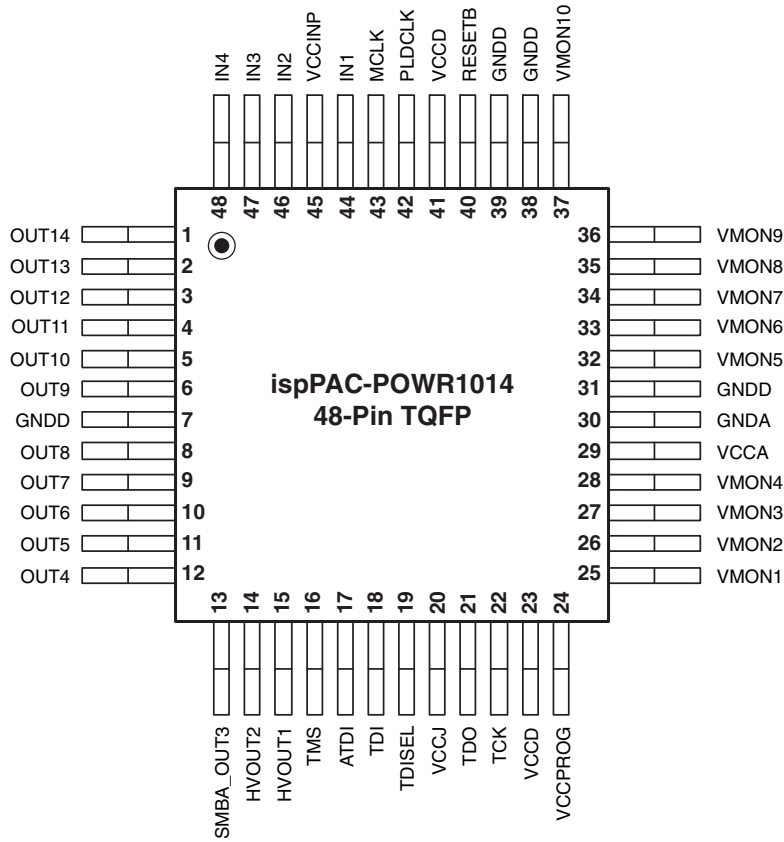 IN4
IN3
IN2
VCCINP
IN1
MCLK
PLDCLK
VCCD
RESETB
GNDD
GNDD
VMON10
48
47
46
45
44
43
42
41
40
39
38
37
OUT14 1
OUT13 2
OUT12 3
OUT11 4
OUT10 5
OUT9 6
GNDD 7
OUT8 8
OUT7 9
OUT6 10
OUT5 11
OUT4 12
ispPAC-POWR1014
48-Pin TQFP
36 VMON9
35 VMON8
34 VMON7
33 VMON6
32 VMON5
31 GNDD
30 GNDA
29 VCCA
28 VMON4
27 VMON3
26 VMON2
25 VMON1
13
14
15
16
17
18
19
20
21
22
23
24
SMBA_OUT3
HVOUT2
HVOUT1
TMS
ATDI
TDI
TDISEL
VCCJ
TDO
TCK
VCCD
VCCPROG